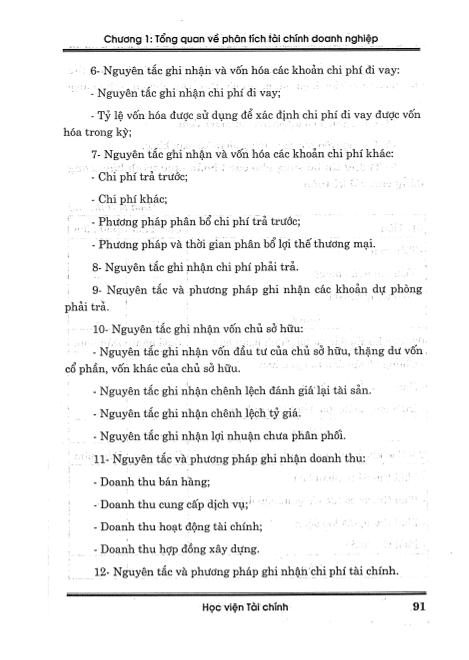 Chương 1: Tổng quan về phân tích tài chính doanh nghiệp
6- Nguyên tắc ghi nhận và vốn hóa các khoản chi phí đi vay:
- Nguyên tắc ghi nhận chi phí đi vay;
- Tỷ lệ vốn hóa được sử dụng để xác định chi phí đi vay được vốn
hóa trong kỳ;
7- Nguyên tắc ghi nhận và vốn hóa các khoản chi phí khác:
- Chi phí trả trước;
- Chi phí khác;
- Phương pháp phân bổ chi phí trả trước;
- Phương pháp và thời gian phân bổ lợi thế thương mại.
8- Nguyên tắc ghi nhận chi phí phải trả.
9- Nguyên tắc và phương pháp ghi nhận các khoản dự phòng
phải trả.
10- Nguyên tắc ghi nhận vốn chủ sở hữu:
- Nguyên tắc ghi nhận vốn đầu tư của chủ sở hữu, thặng dư vốn
cổ phần, vốn khác của chủ sở hữu.
- Nguyên tắc ghi nhận chênh lệch đánh giá lại tài sản.
- Nguyên tắc ghi nhận chênh lệch tỷ giá.
- Nguyên tắc ghi nhận lợi nhuận chưa phân phối.
11- Nguyên tắc và phương pháp ghi nhận doanh thu:
- Doanh thu bán hàng;
- Doanh thu cung cấp dịch vụ;
- Doanh thu hoạt động tài chính;
- Doanh thu hợp đồng xây dựng.
12- Nguyên tắc và phương pháp ghi nhận chi phí tài chính.
Học viện Tài chính 91